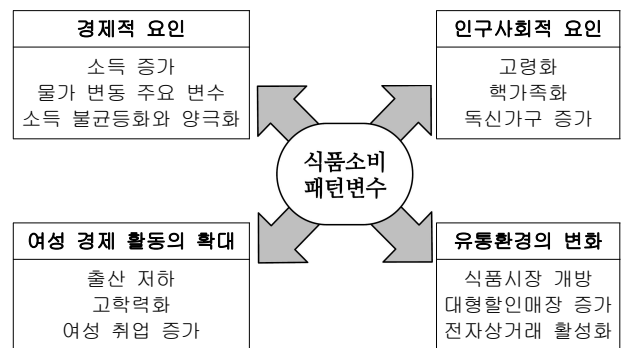 경제적 요인
소득 증가
물가 변동 주요 변수
소득 불균등화와 양극화
인구사회적 요인
고령화
핵가족화
독신가구 증가
식품소비
패턴변수
여성 경제 활동의 확대
출산 저하
고학력화
여성 취업 증가
유통환경의 변화
식품시장 개방
대형할인매장 증가
전자상거래 활성화